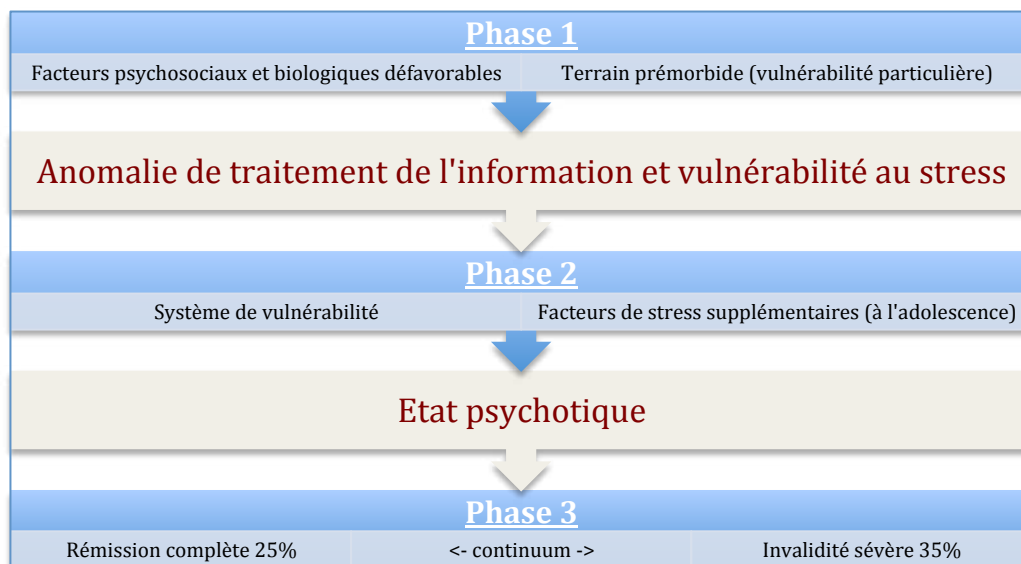 Phase 1
Facteurs psychosociaux et biologiques défavorables
Terrain prémorbide (vulnérabilité particulière)
Anomalie de traitement de l'information et vulnérabilité au stress
Phase 2
Système de vulnérabilité
Facteurs de stress supplémentaires (à l'adolescence)
Etat psychotique
Phase 3
Rémission complète 25%
<- continuum ->
Invalidité sévère 35%